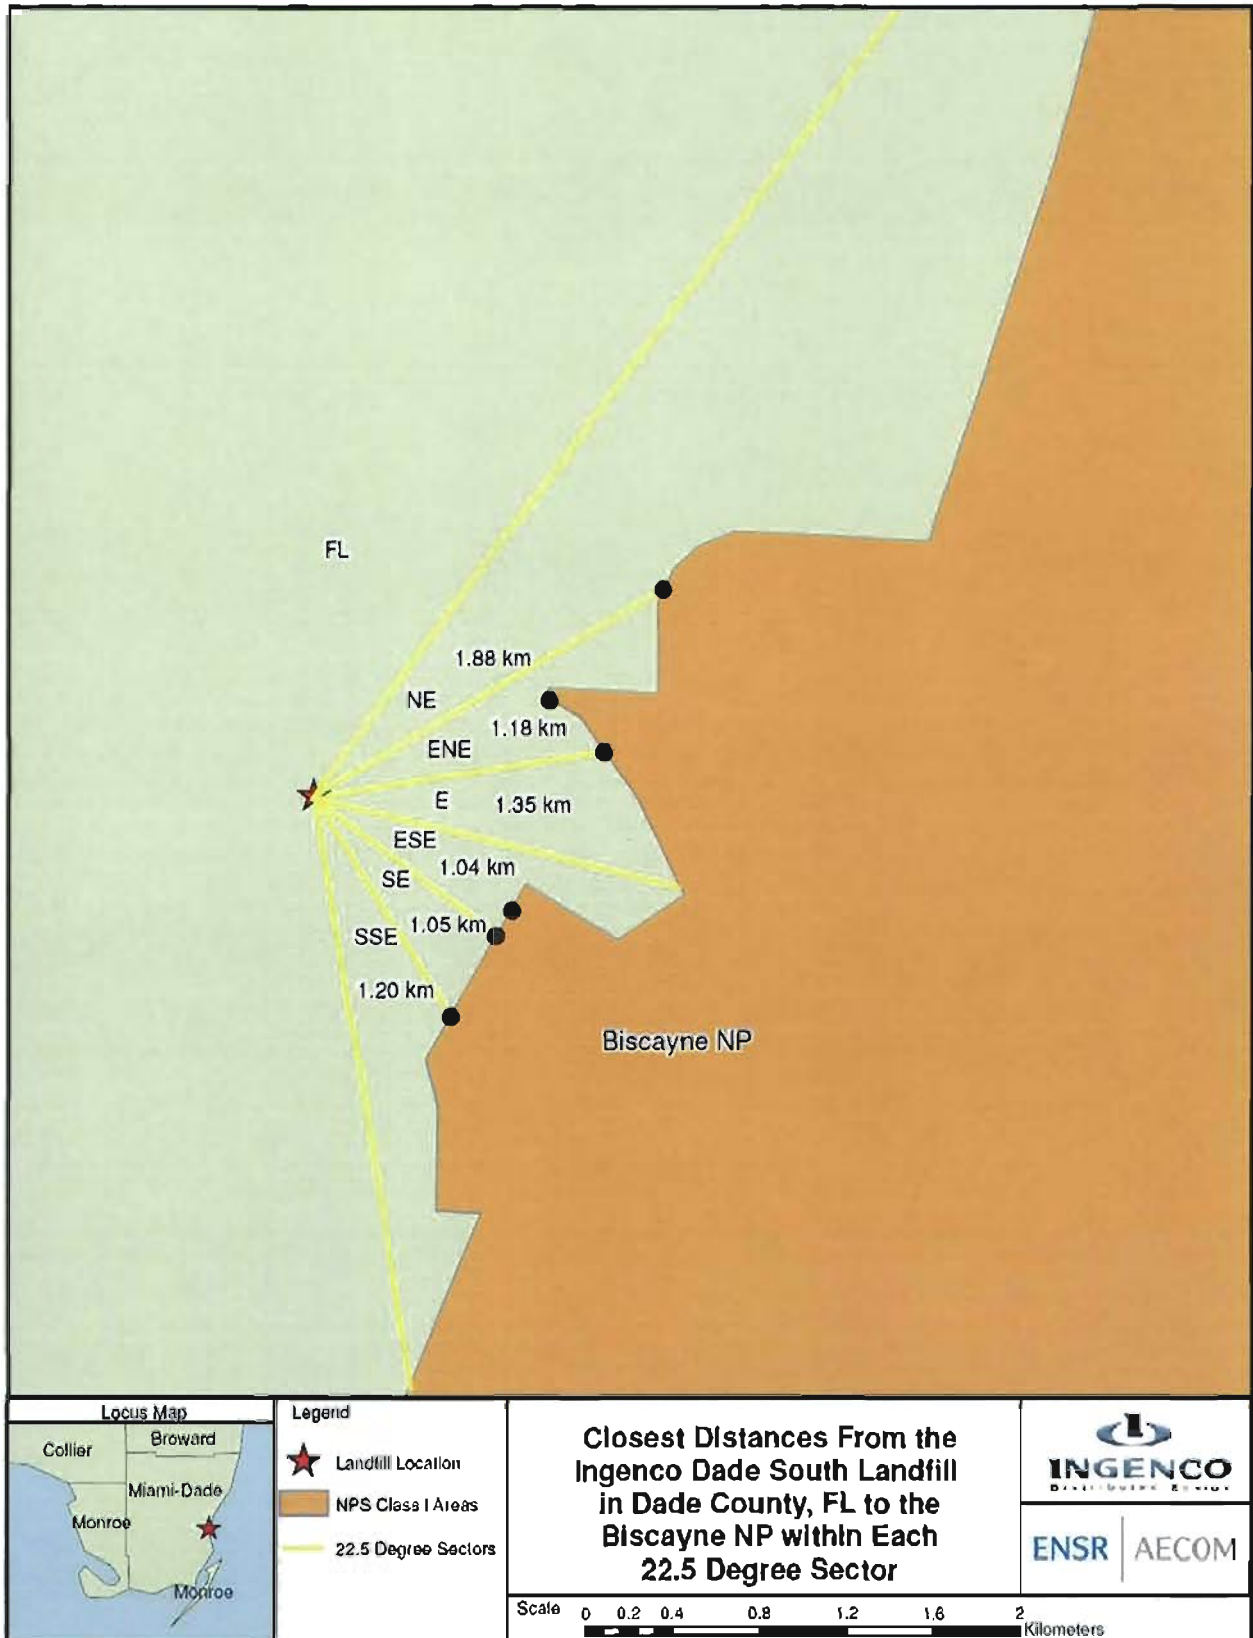 FL
1.88 km
NE
1.18 km
ENE
E
1.35 km
ESE
1.04 km
SE
1.05 km
SSE
1.20 km
Biscayne NP
Locus Map
Collier
Broward
Miami-Dade
Monroe
Monroe
Legend
Landfill Location
NPS Class I Areas
22.5 Degree Sectors
Closest Distances From the
Ingenco Dade South Landfill
in Dade County, FL to the
Biscayne NP within Each
22.5 Degree Sector
Scale 0 0.2 0.4 0.8 1.2 1.6 2
Kilometers
INGENCO
ENSR AECOM